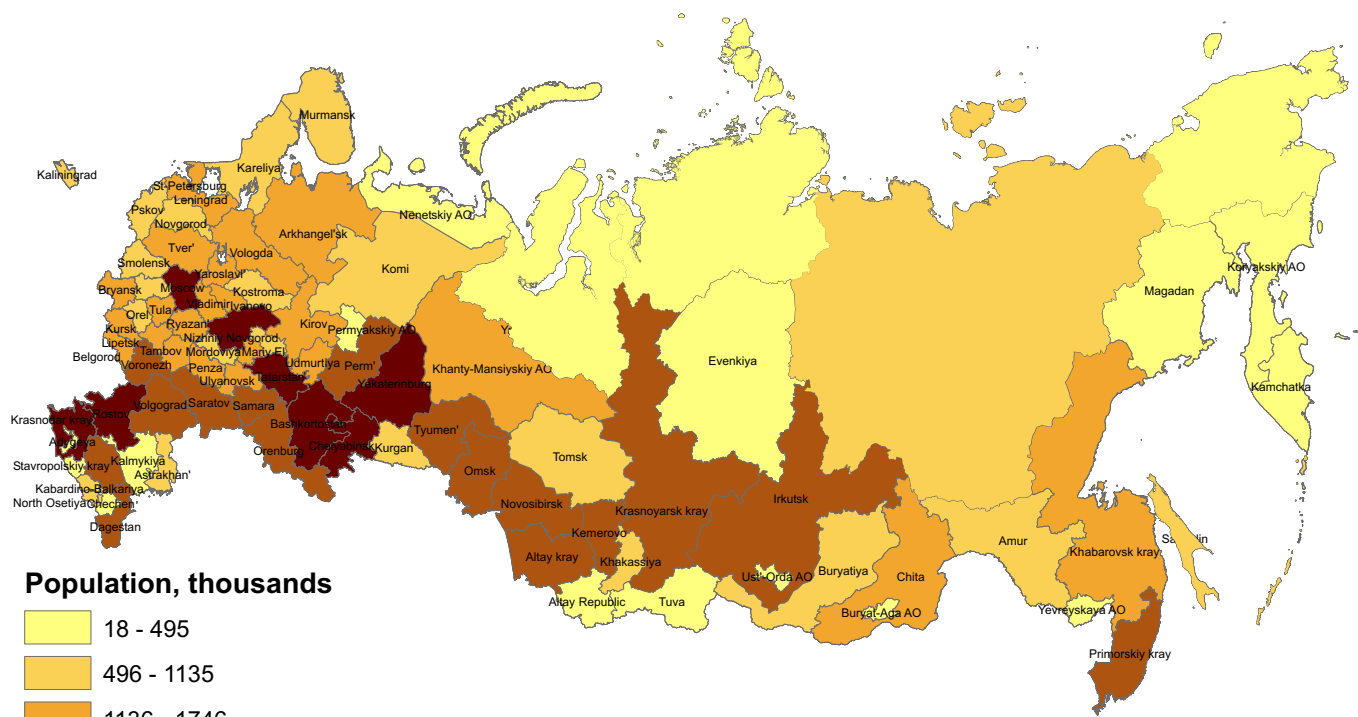 Murmansk
Kaliningrad
Kareliya
St-Petersburg
Leningrad
Pskov
Novgorod
Nenetskiy AO
Arkhangel'sk
Tver'
Vologda
Smolensk
Komi
Yaroslavl'
Koryakskiy AO
Bryansk
Moscow
Kostroma
Magadan
Vladimir
Ivanovo
Orel
Tula
Ryazan'
Kirov
Permyakskiy AO
Kursk
Nizhniy Novgorod
Lipetsk
Tambov
Mordoviya
Mariy El
Belgorod
Voronezh
Penza
Udmurtiya
Perm'
Khanty-Mansiyskiy AO
Evenkiya
Ulyanovsk
Tatarstan
Yekaterinburg
Kamchatka
Volgograd
Saratov
Samara
Krasnodar kray
Rostov
Bashkortostan
Tyumen'
Adygeya
Chelyabinsk
Kurgan
Orenburg
Tomsk
Stavropolskiy kray
Kalmykiya
Astrakhan'
Omsk
Kabardino-Balkariya
North Osetiya
Chechen'
Novosibirsk
Irkutsk
Krasnoyarsk kray
Dagestan
Kemerovo
Amur
Khabarovsk kray
Altay kray
Khakassiya
Buryatiya
Chita
Ust'-Orda AO
Altay Republic
Tuva
Buryat-Aga AO
Yevreyskaya AO
Primorskiy kray
Population, thousands
18 - 495
496 - 1135
1136 - 1746